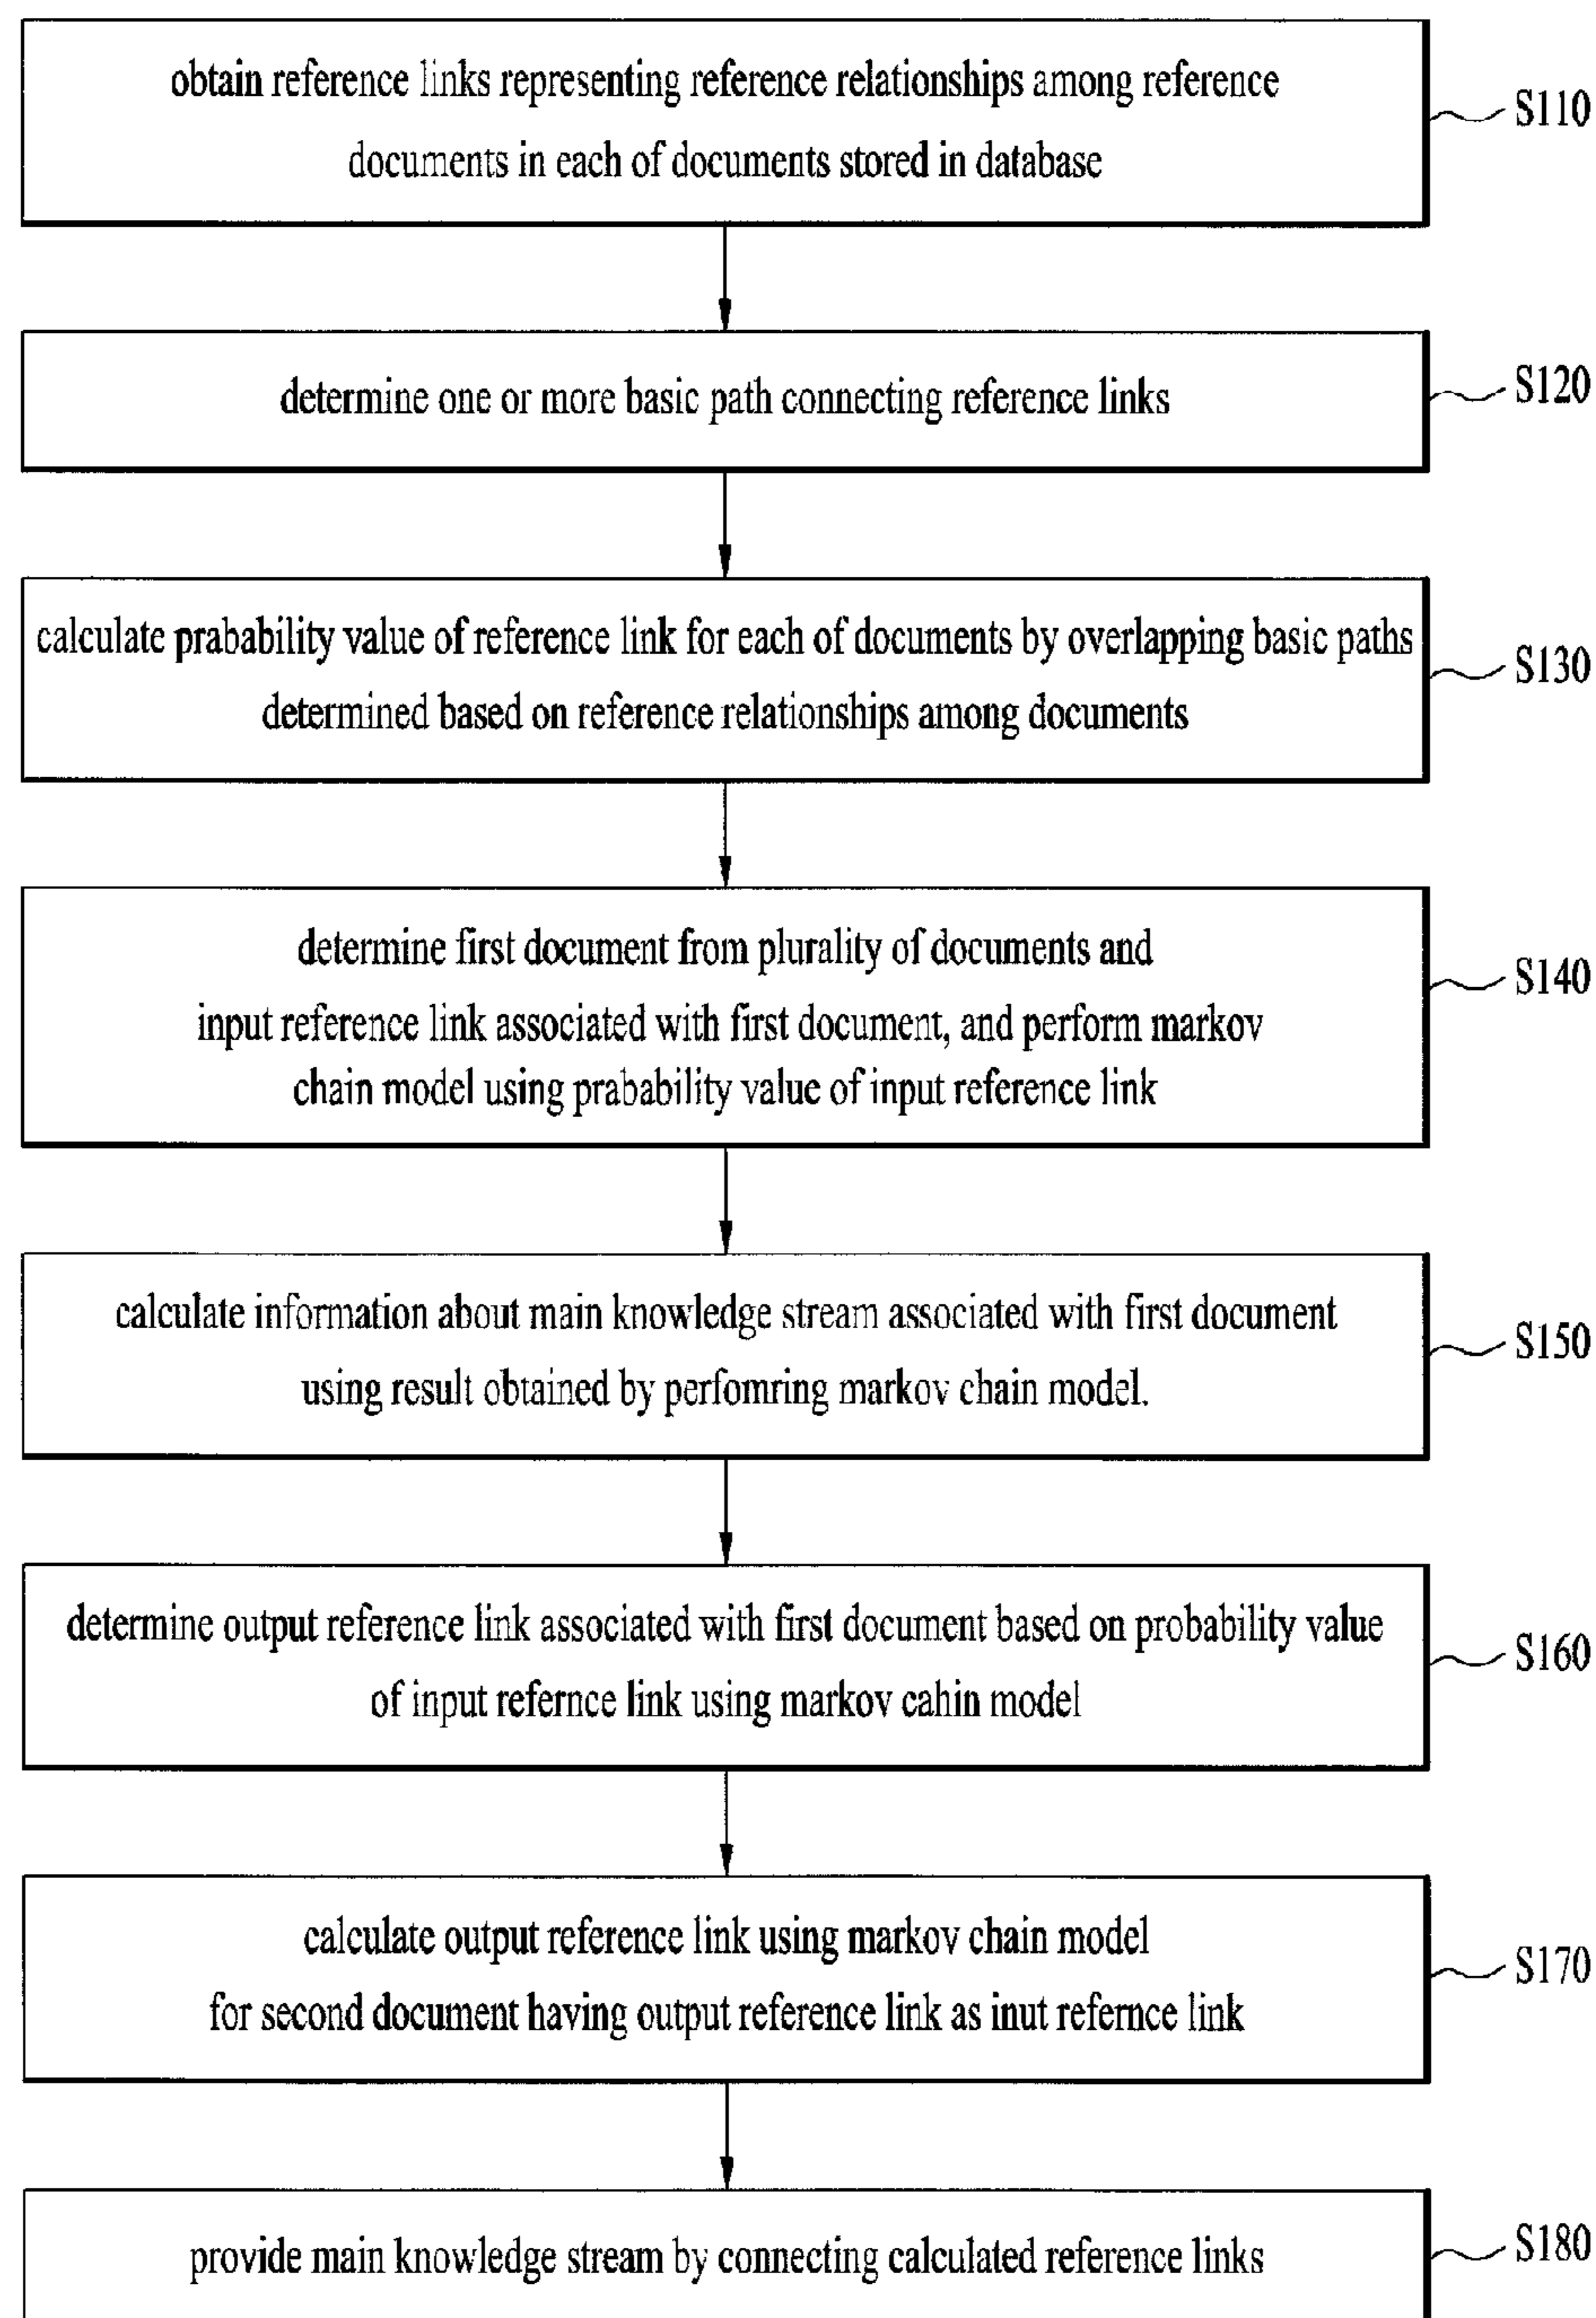 obtain reference links representing reference relationships among reference
documents in each of documents stored in database
S110
determine one or more basic path connecting reference links
S120
calculate prabability value of reference link for each of documents by overlapping basic paths
determined based on reference relationships among documents
S130
determine first document from plurality of documents and
input reference link associated with first document, and perform markov
chain model using prabability value of input reference link
S140
calculate information about main knowledge stream associated with first document
using result obtained by perfomring markov chain model.
S150
determine output reference link associated with first document based on probability value
of input refernce link using markov cahin model
S160
calculate output reference link using markov chain model
for second document having output reference link as inut refernce link
S170
provide main knowledge stream by connecting calculated reference links
S180